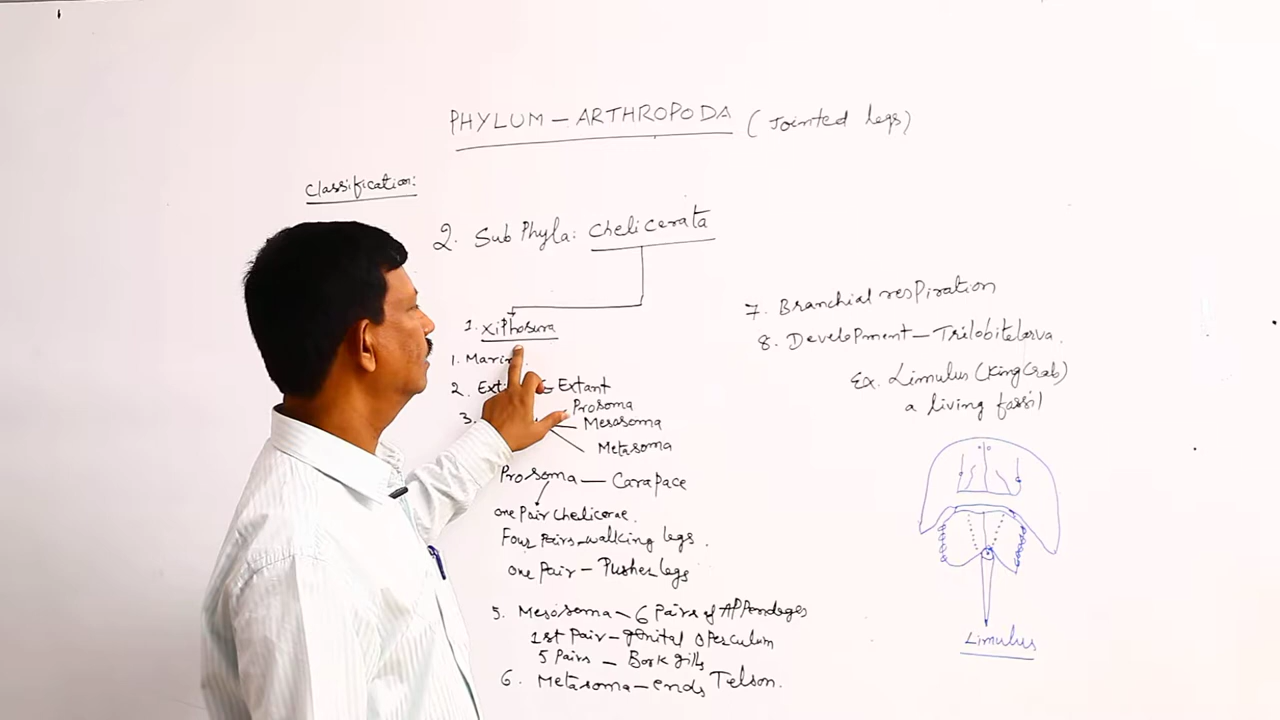 PHYLUM — ARTHROPODA (Jointed legs)
Classification:
2. Sub Phyla: Chelicerata
1. Xiphosura
1. Marin
2. Ext — Extant
3.
Prosoma
Mesosoma
Metasoma
Prosoma — Carapace
one Pair chelicerae.
Four Pairs - walking legs.
one Pair — Pusher legs
5. Mesosoma — 6 Pairs of APPendages
1st Pair — genital operculum
5 Pairs — Book gills
6. Metasoma — ends Telson.
7. Branchial resPiration
8. DeveloPment — Trilobite larva.
Ex. Limulus (King Crab)
a living fossil
Limulus